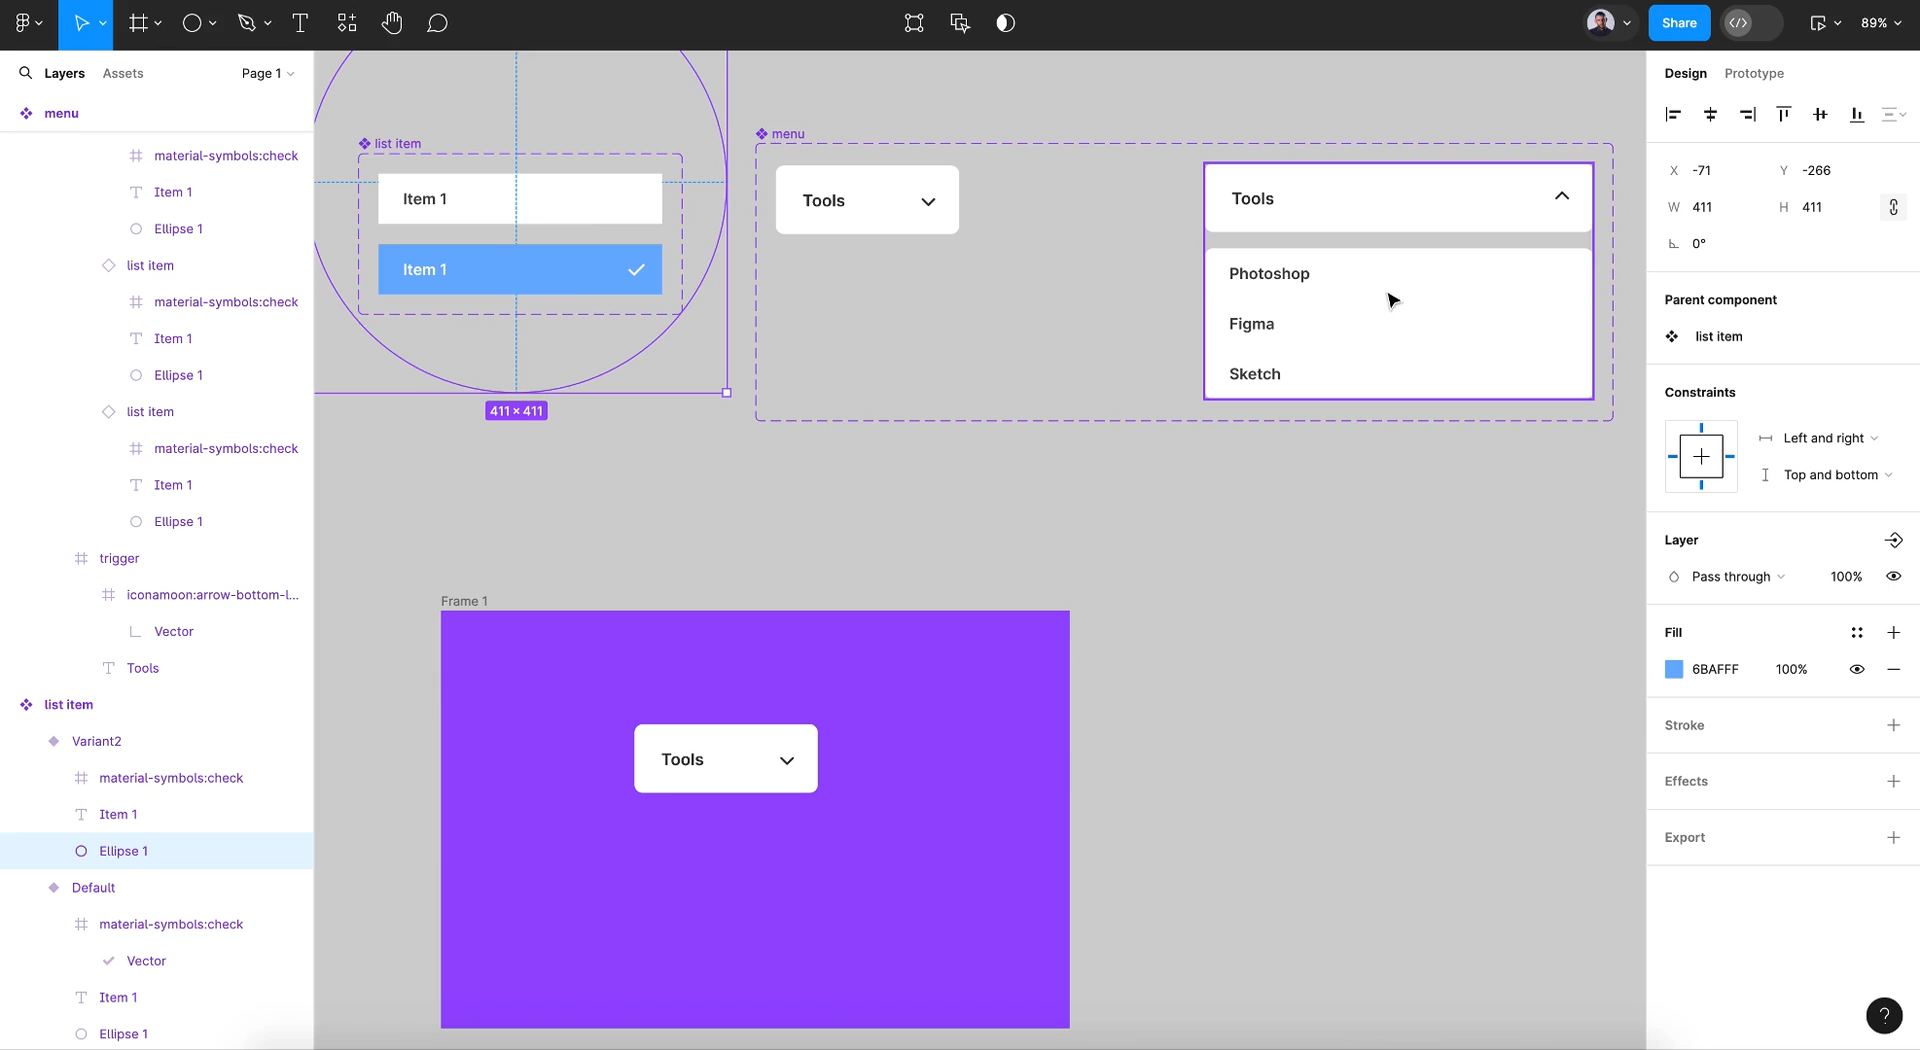 Share
89%
Layers
Assets
Page 1
menu
material-symbols:check
Item 1
Ellipse 1
list item
material-symbols:check
Item 1
Ellipse 1
list item
material-symbols:check
Item 1
Ellipse 1
trigger
iconamoon:arrow-bottom-l...
Vector
Tools
list item
Variant2
material-symbols:check
Item 1
Ellipse 1
Default
material-symbols:check
Vector
Item 1
Ellipse 1
list item
Item 1
Item 1
411 × 411
menu
Tools
Tools
Photoshop
Figma
Sketch
Frame 1
Tools
Design
Prototype
X -71 Y -266
W 411 H 411
0°
Parent component
list item
Constraints
Left and right
Top and bottom
Layer
Pass through 100%
Fill
6BAFFF 100%
Stroke
Effects
Export
?